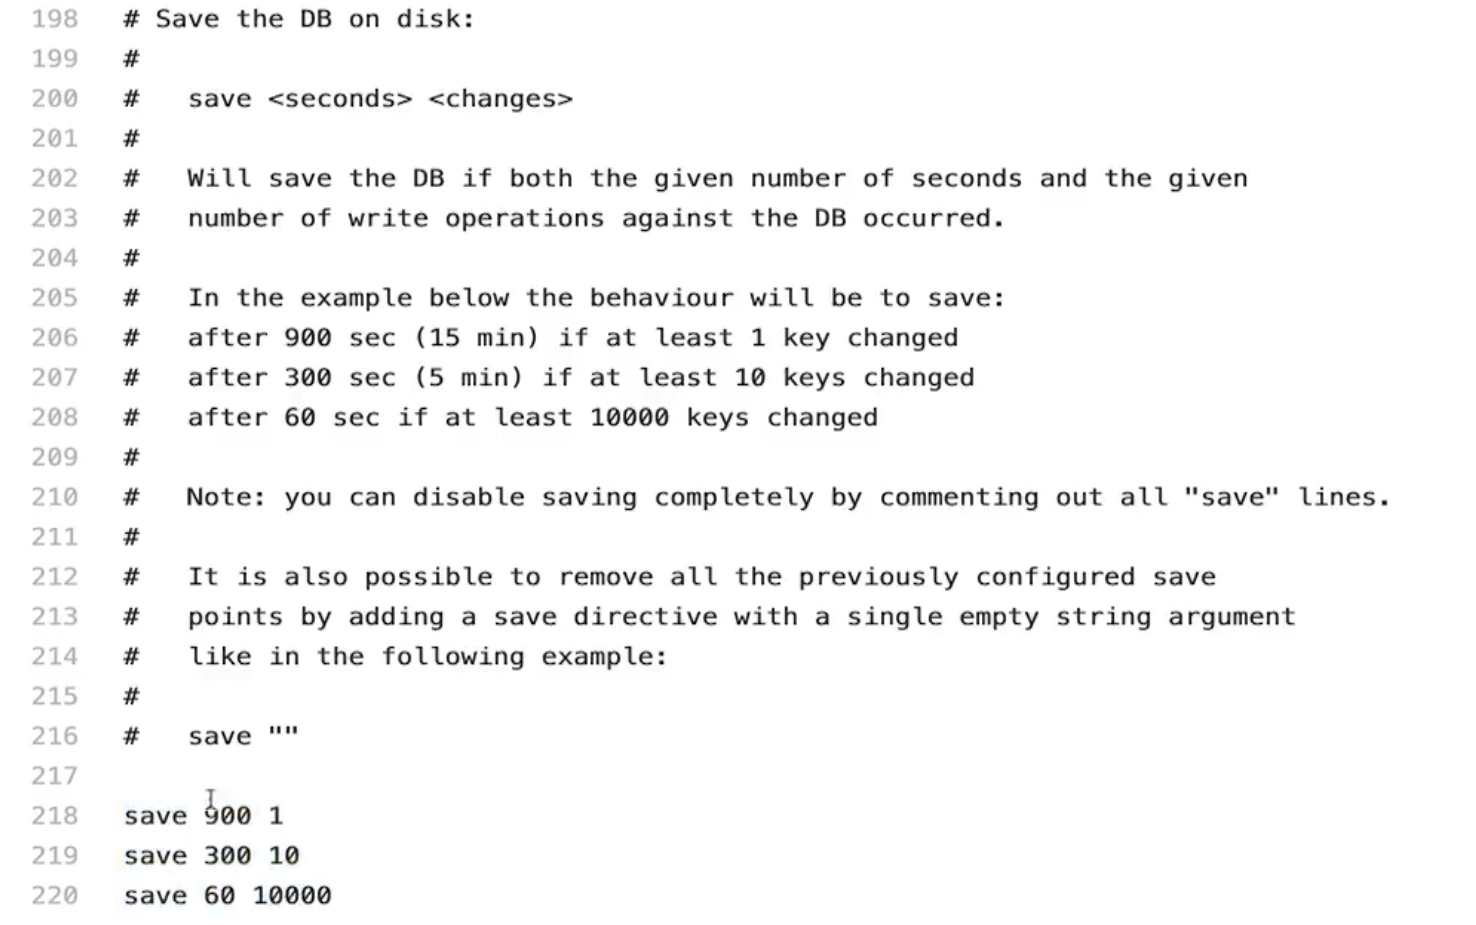 198 # Save the DB on disk:
199 #
200 #   save <seconds> <changes>
201 #
202 #   Will save the DB if both the given number of seconds and the given
203 #   number of write operations against the DB occurred.
204 #
205 #   In the example below the behaviour will be to save:
206 #   after 900 sec (15 min) if at least 1 key changed
207 #   after 300 sec (5 min) if at least 10 keys changed
208 #   after 60 sec if at least 10000 keys changed
209 #
210 #   Note: you can disable saving completely by commenting out all "save" lines.
211 #
212 #   It is also possible to remove all the previously configured save
213 #   points by adding a save directive with a single empty string argument
214 #   like in the following example:
215 #
216 #   save ""
217
218 save 900 1
219 save 300 10
220 save 60 10000